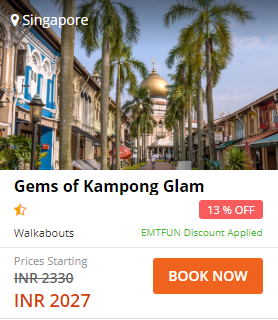 Singapore
Gems of Kampong Glam
13 % OFF
Walkabouts
EMTFUN Discount Applied
Prices Starting
INR 2330
INR 2027
BOOK NOW